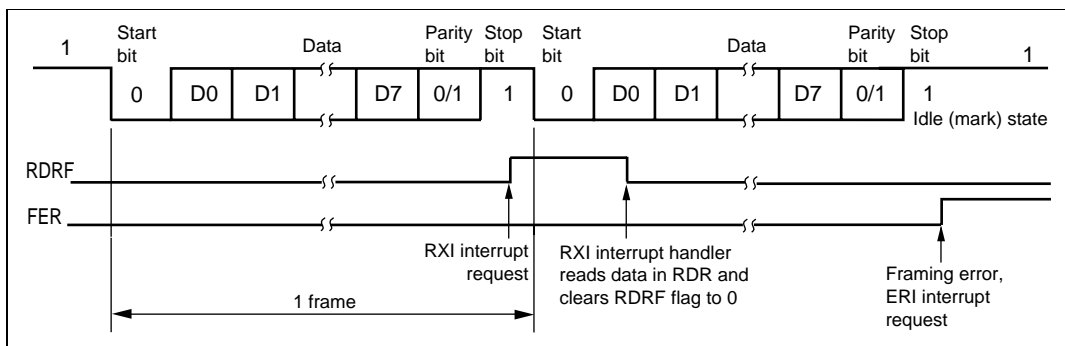 1
Start bit
Data
Parity bit
Stop bit
Start bit
Data
Parity bit
Stop bit
1
0 D0 D1 D7 0/1 1 0 D0 D1 D7 0/1 1
Idle (mark) state
RDRF
FER
RXI interrupt
request
RXI interrupt handler
reads data in RDR and
clears RDRF flag to 0
Framing error,
ERI interrupt
request
1 frame